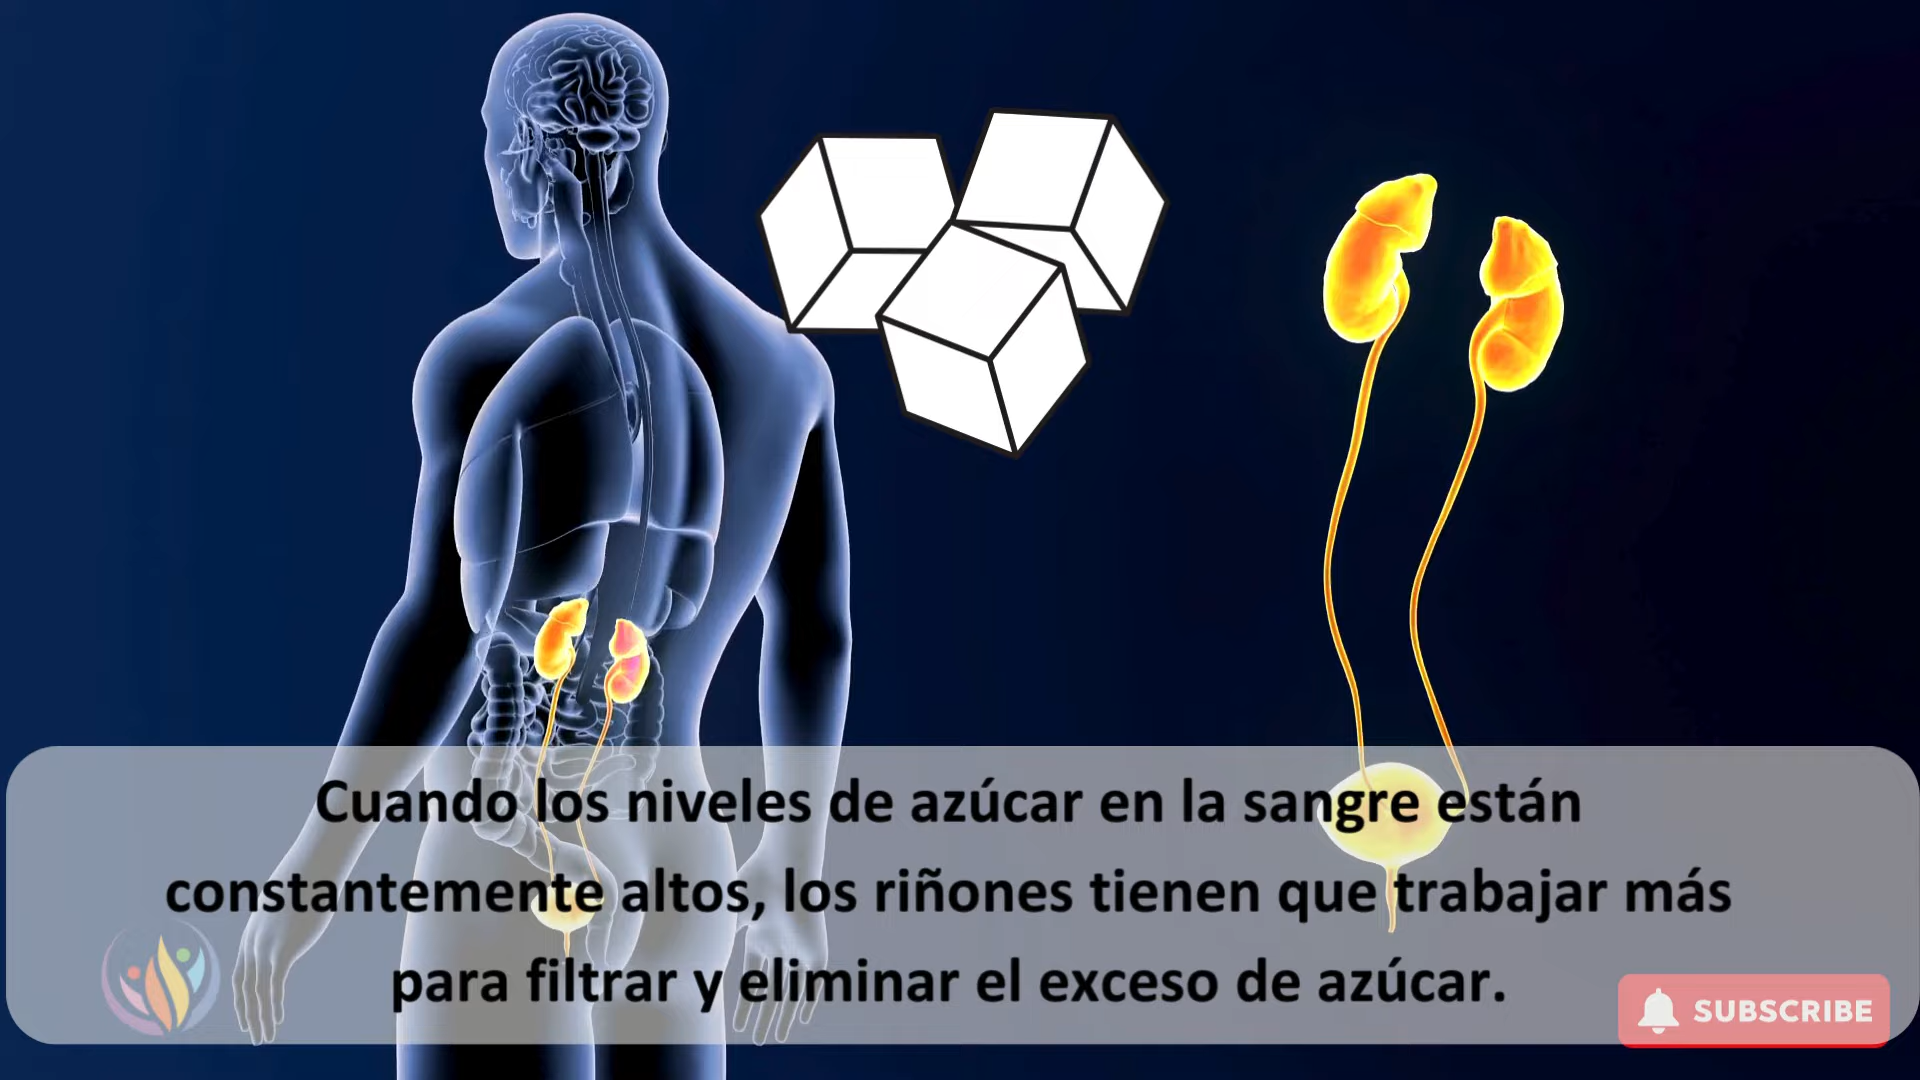 Cuando los niveles de azúcar en la sangre están
constantemente altos, los riñones tienen que trabajar más
para filtrar y eliminar el exceso de azúcar.
SUBSCRIBE